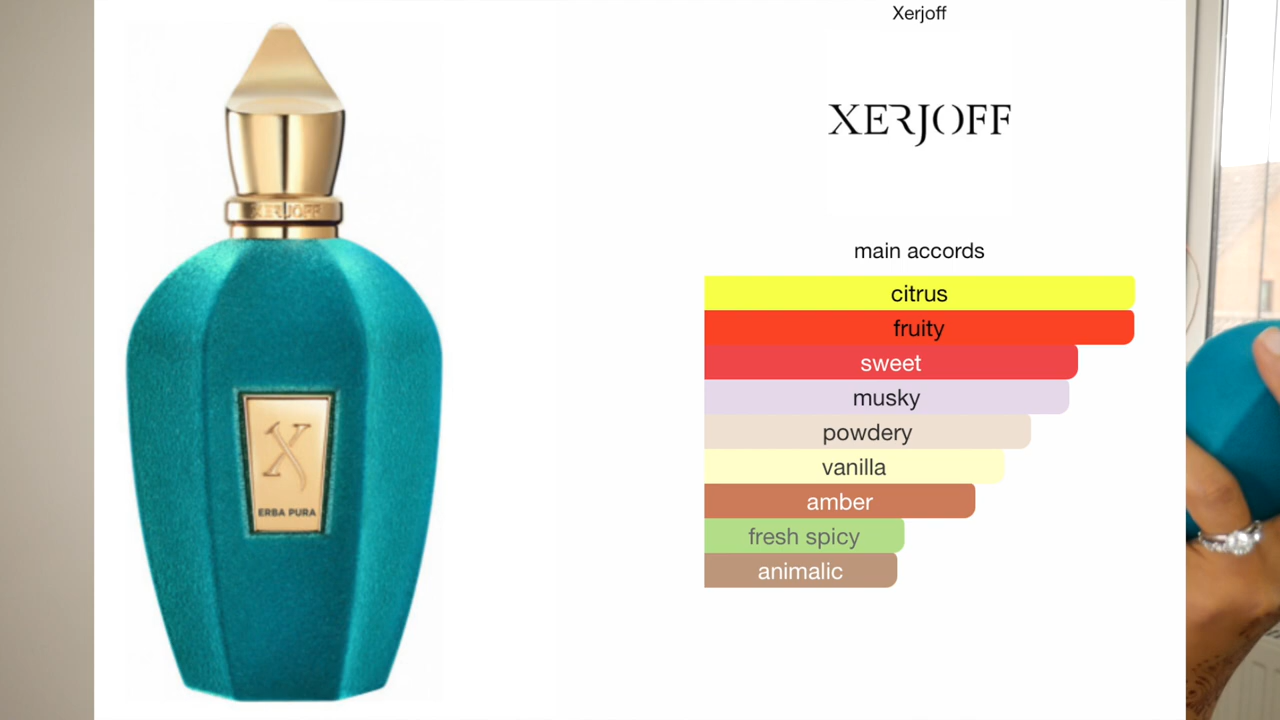 Xerjoff
XERJOFF
main accords
citrus
fruity
sweet
musky
powdery
vanilla
amber
fresh spicy
animalic
XERJOFF
X
ERBA PURA